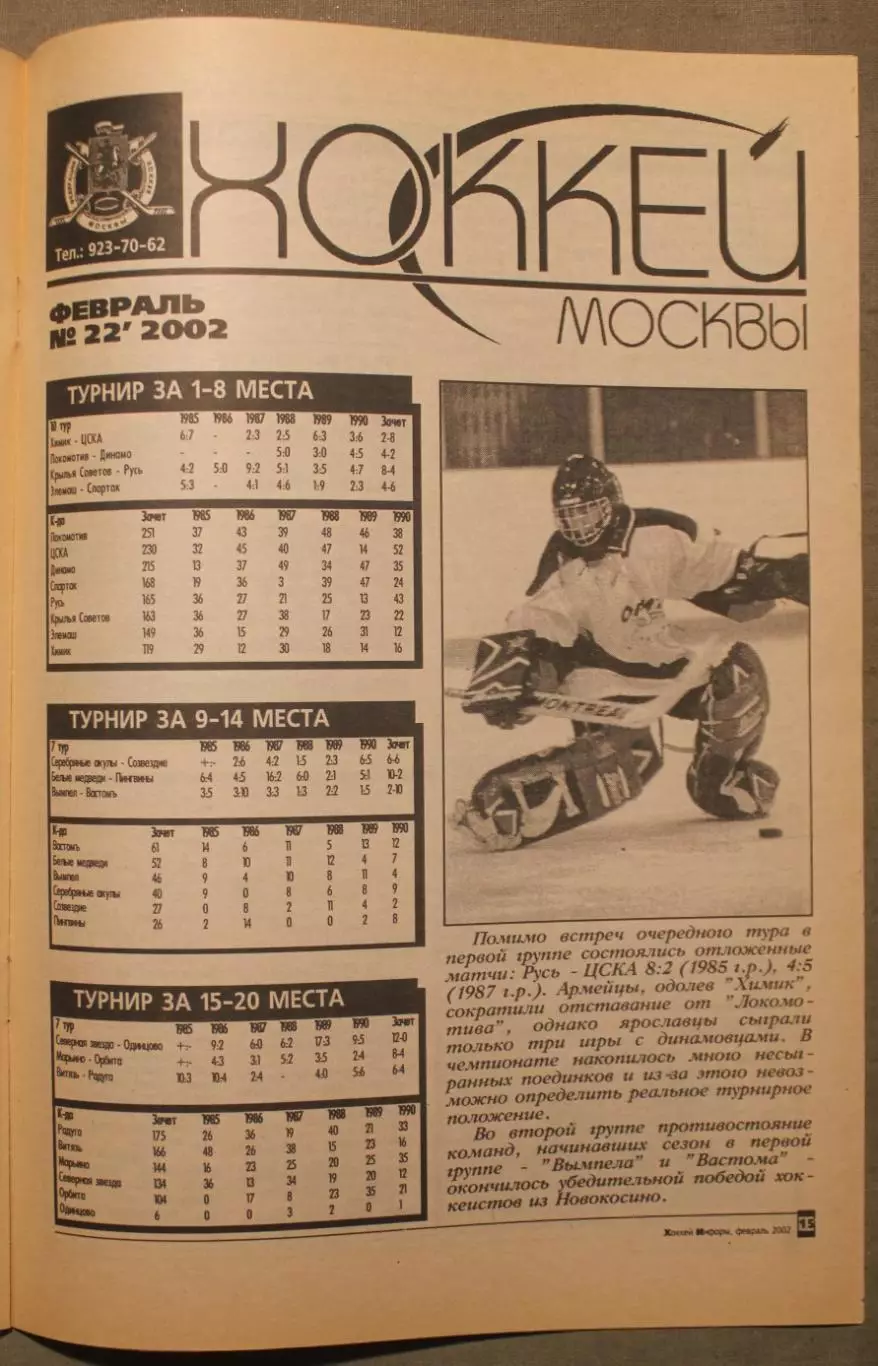 ХОККЕЙ
МОСКВЫ
МОСКВЫ
Тел.: 923-70-62
ФЕВРАЛЬ
№ 22' 2002
ТУРНИР ЗА 1-8 МЕСТА
10 тур 1985 1986 1987 1988 1989 1990 Зачет
Химик - ЦСКА 6:7 - 2:3 2:5 6:3 3:6 2-8
Локомотив - Динамо - - - 5:0 3:0 4:5 4-2
Крылья Советов - Русь 4:2 5:0 9:2 5:1 3:5 4:7 8-4
Элемаш - Спартак 5:3 - 4:1 4:6 1:9 2:3 4-6
К-да Зачет 1985 1986 1987 1988 1989 1990
Локомотив 251 37 43 39 48 46 38
ЦСКА 230 32 45 40 47 14 52
Динамо 215 13 37 49 34 47 35
Спартак 168 19 36 3 39 47 24
Русь 165 36 27 21 25 13 43
Крылья Советов 163 36 27 38 17 23 22
Элемаш 149 36 15 29 26 31 12
Химик 119 29 12 30 18 14 16
ТУРНИР ЗА 9-14 МЕСТА
7 тур 1985 1986 1987 1988 1989 1990 Зачет
Серебряные акулы - Созвездие +:- 2:6 4:2 1:5 2:3 6:5 6-6
Белые медведи - Пингвины 6:4 4:5 16:2 6:0 2:1 5:1 10-2
Вымпел - Вастомъ 3:5 3:10 3:3 1:3 2:2 1:5 2-10
К-да Зачет 1985 1986 1987 1988 1989 1990
Вастомъ 61 14 6 11 5 13 12
Белые медведи 52 8 10 11 12 4 7
Вымпел 46 9 4 10 8 11 4
Серебряные акулы 40 9 0 8 6 8 9
Созвездие 27 0 8 2 11 4 2
Пингвины 26 2 14 0 0 2 8
ТУРНИР ЗА 15-20 МЕСТА
7 тур 1985 1986 1987 1988 1989 1990 Зачет
Северная звезда - Одинцово +:- 9:2 6:0 6:2 17:3 9:5 12-0
Марьино - Орбита +:- 4:3 3:1 5:2 3:5 2:4 8-4
Витязь - Радуга 10:3 10:4 2:4 - 4:0 5:6 6-4
К-да Зачет 1985 1986 1987 1988 1989 1990
Радуга 175 26 36 19 40 21 33
Витязь 166 48 26 38 15 23 16
Марьино 144 16 23 25 20 25 35
Северная звезда 134 36 13 34 19 20 12
Орбита 104 0 17 8 23 35 21
Одинцово 6 0 0 3 2 0 1
MONTREAL
Помимо встреч очередного тура в
первой группе состоялись отложенные
матчи: Русь - ЦСКА 8:2 (1985 г.р.), 4:5
(1987 г.р.). Армейцы, одолев "Химик",
сократили отставание от "Локомо-
тива", однако ярославцы сыграли
только три игры с динамовцами. В
чемпионате накопилось много несыг-
ранных поединков и из-за этого невоз-
можно определить реальное турнирное
положение.
Во второй группе противостояние
команд, начинавших сезон в первой
группе - "Вымпела" и "Вастома" -
окончилось убедительной победой хок-
кеистов из Новокосино.
Хоккей Информ, февраль 2002 15